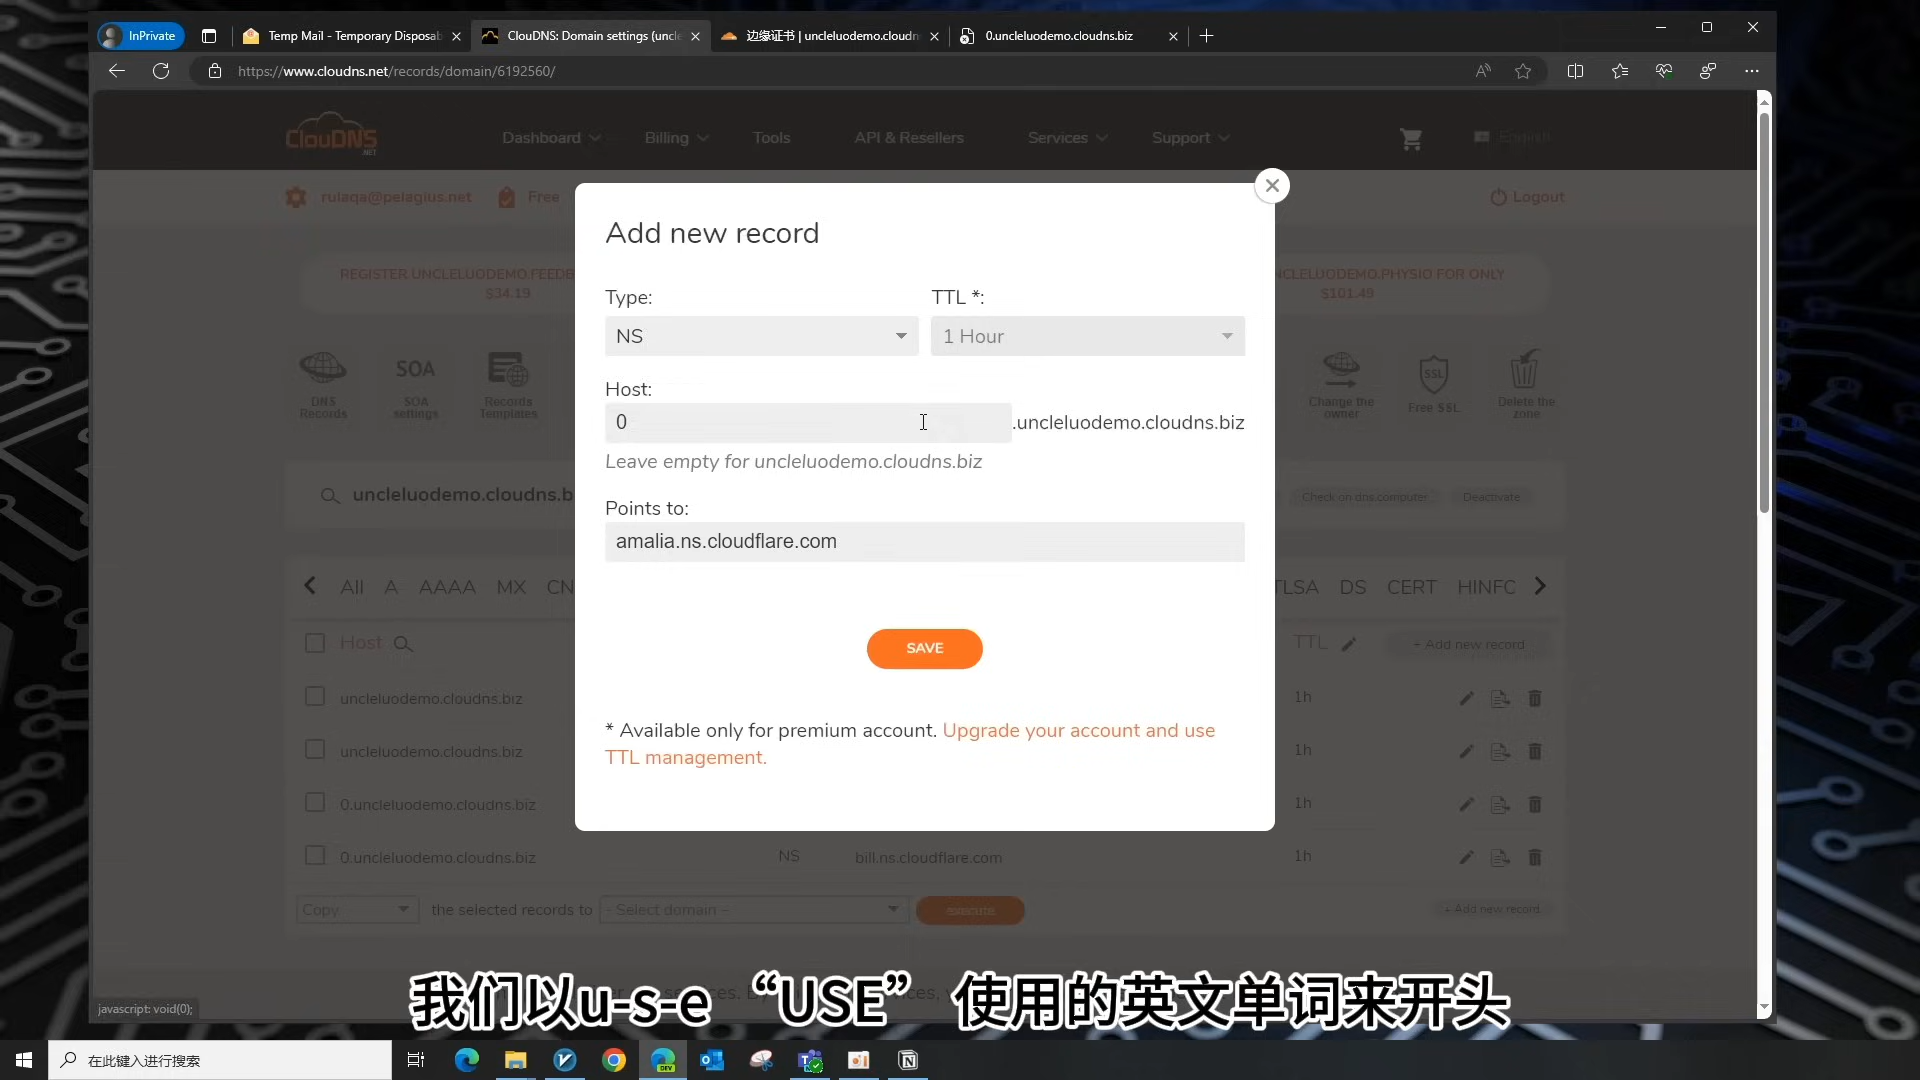 InPrivate
Temp Mail - Temporary Disposab
ClouDNS: Domain settings (uncle
边缘证书 | uncleluodemo.cloudn
0.uncleluodemo.cloudns.biz
https://www.cloudns.net/records/domain/6192560/
ClouDNS
.NET
Dashboard
Billing
Tools
API & Resellers
Services
Support
English
rulaqa@pelagius.net
Free
Logout
REGISTER UNCLELUODEMO.FEEDB
$34.19
NCLELUODEMO.PHYSIO FOR ONLY
$101.49
DNS
Records
SOA
SOA
settings
Records
Templates
Change the
owner
SSL
Free SSL
Delete the
zone
Add new record
Type:
TTL *:
NS
1 Hour
Host:
0
.uncleluodemo.cloudns.biz
Leave empty for uncleluodemo.cloudns.biz
Points to:
amalia.ns.cloudflare.com
SAVE
* Available only for premium account. Upgrade your account and use
TTL management.
uncleluodemo.cloudns.b
Check on dns.computer
Deactivate
All A AAAA MX CN
TLSA DS CERT HINFC
Host
TTL
+ Add new record
uncleluodemo.cloudns.biz
1h
uncleluodemo.cloudns.biz
1h
0.uncleluodemo.cloudns.biz
1h
0.uncleluodemo.cloudns.biz
NS
bill.ns.cloudflare.com
1h
Copy
the selected records to
- Select domain -
execute
+ Add new record
我们以u-s-e “USE” 使用的英文单词来开头
javascript: void(0);
在此键入进行搜索
DEV